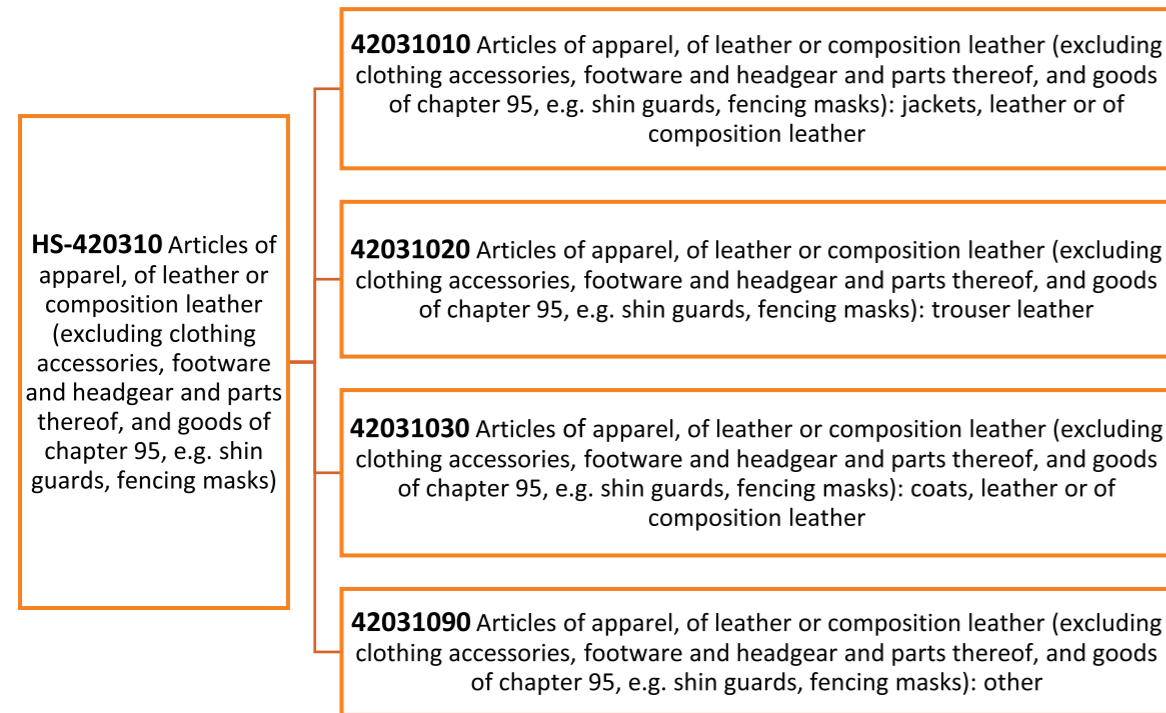 HS-420310 Articles of
apparel, of leather or
composition leather
(excluding clothing
accessories, footware
and headgear and parts
thereof, and goods of
chapter 95, e.g. shin
guards, fencing masks)
42031010 Articles of apparel, of leather or composition leather (excluding
clothing accessories, footware and headgear and parts thereof, and goods
of chapter 95, e.g. shin guards, fencing masks): jackets, leather or of
composition leather
42031020 Articles of apparel, of leather or composition leather (excluding
clothing accessories, footware and headgear and parts thereof, and goods
of chapter 95, e.g. shin guards, fencing masks): trouser leather
42031030 Articles of apparel, of leather or composition leather (excluding
clothing accessories, footware and headgear and parts thereof, and goods
of chapter 95, e.g. shin guards, fencing masks): coats, leather or of
composition leather
42031090 Articles of apparel, of leather or composition leather (excluding
clothing accessories, footware and headgear and parts thereof, and goods
of chapter 95, e.g. shin guards, fencing masks): other